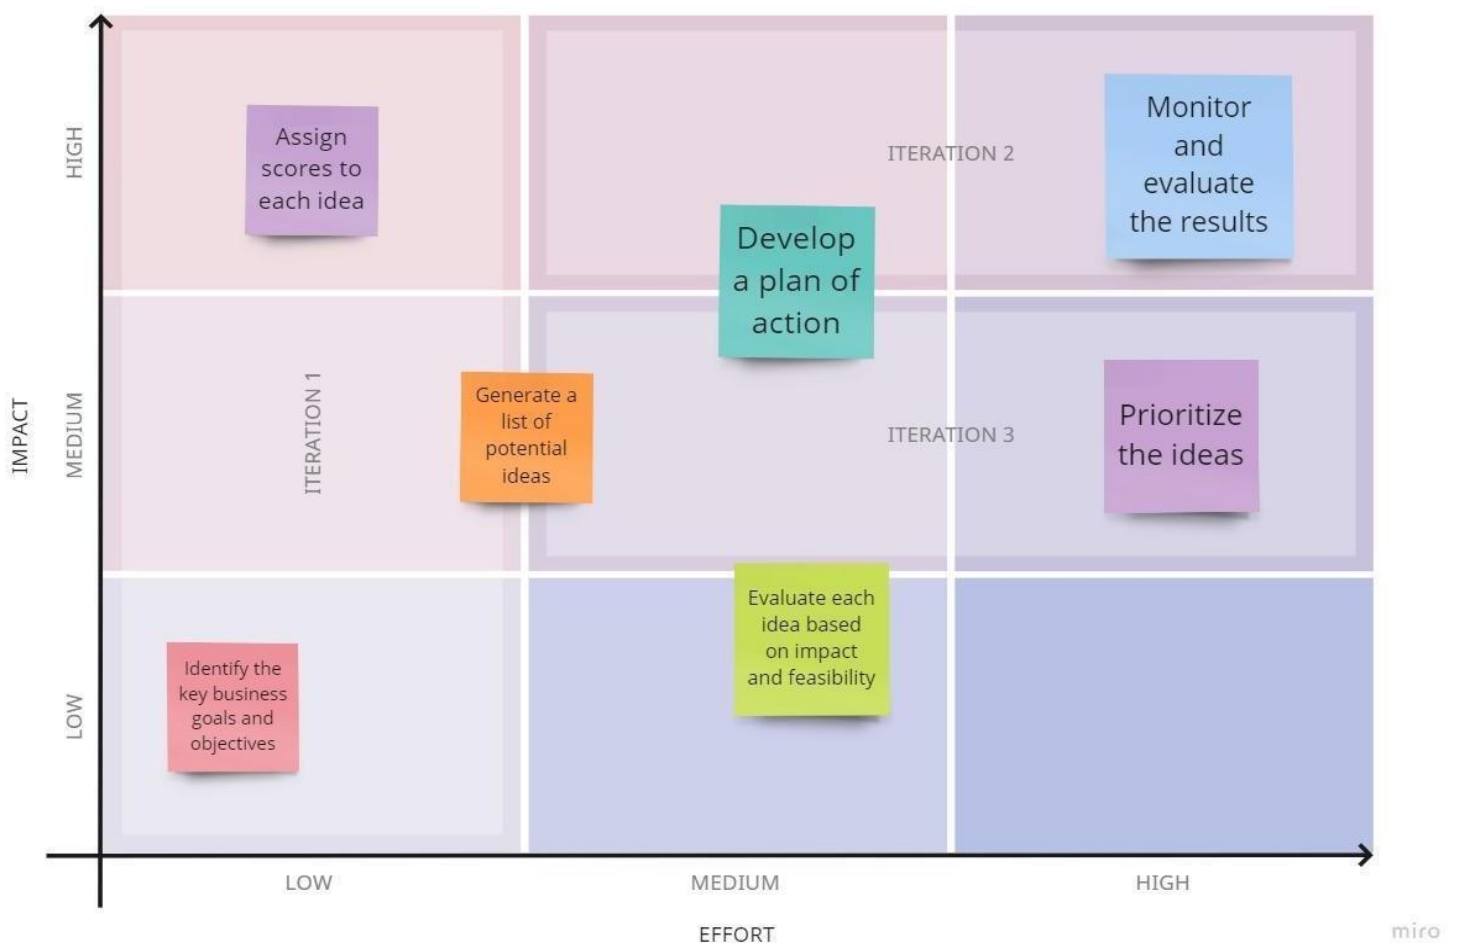 Assign
scores to
each idea
Monitor
and
evaluate
the results
ITERATION 2
Develop
a plan of
action
HIGH
Generate a
list of
potential
ideas
ITERATION 1
ITERATION 3
Prioritize
the ideas
IMPACT
MEDIUM
Evaluate each
idea based
on impact
and feasibility
Identify the
key business
goals and
objectives
LOW
LOW
MEDIUM
HIGH
EFFORT
miro